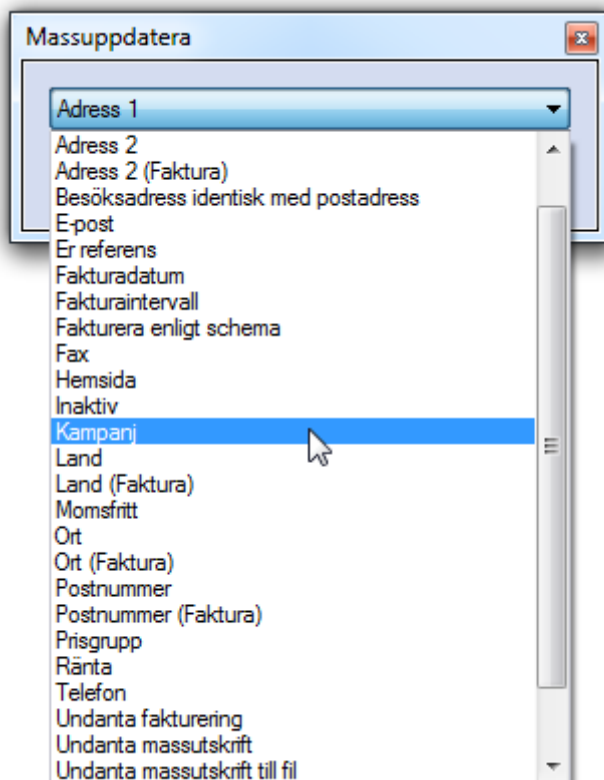 Massuppdatera
Adress 1
Adress 2
Adress 2 (Faktura)
Besöksadress identisk med postadress
E-post
Er referens
Fakturadatum
Fakturaintervall
Fakturera enligt schema
Fax
Hemsida
Inaktiv
Kampanj
Land
Land (Faktura)
Momsfritt
Ort
Ort (Faktura)
Postnummer
Postnummer (Faktura)
Prisgrupp
Ränta
Telefon
Undanta fakturering
Undanta massutskrift
Undanta massutskrift till fil